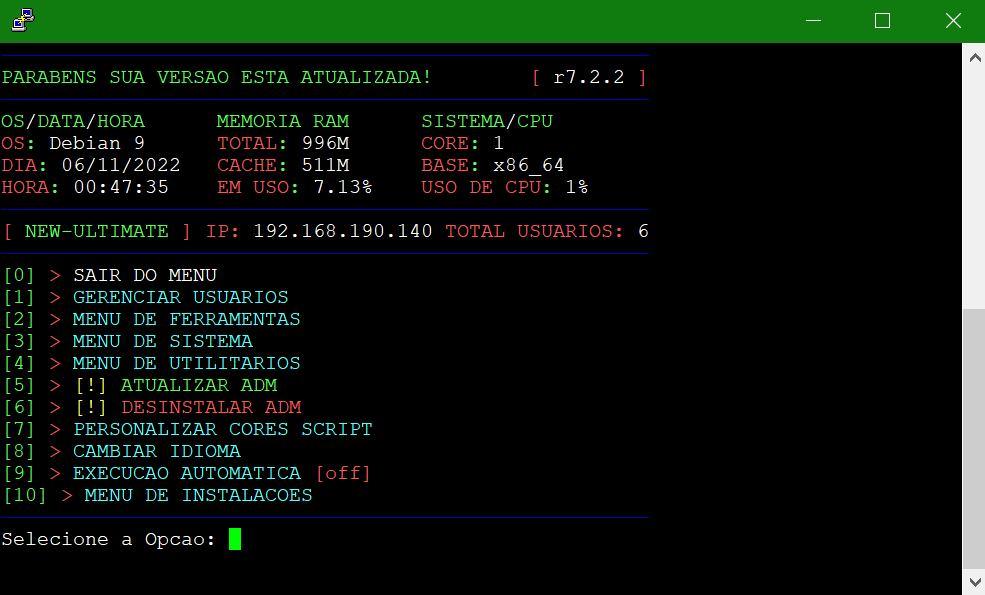 PARABENS SUA VERSAO ESTA ATUALIZADA! [ r7.2.2 ]
OS/DATA/HORA MEMORIA RAM SISTEMA/CPU
OS: Debian 9 TOTAL: 996M CORE: 1
DIA: 06/11/2022 CACHE: 511M BASE: x86_64
HORA: 00:47:35 EM USO: 7.13% USO DE CPU: 1%
[ NEW-ULTIMATE ] IP: 192.168.190.140 TOTAL USUARIOS: 6
[0] > SAIR DO MENU
[1] > GERENCIAR USUARIOS
[2] > MENU DE FERRAMENTAS
[3] > MENU DE SISTEMA
[4] > MENU DE UTILITARIOS
[5] > [!] ATUALIZAR ADM
[6] > [!] DESINSTALAR ADM
[7] > PERSONALIZAR CORES SCRIPT
[8] > CAMBIAR IDIOMA
[9] > EXECUCAO AUTOMATICA [off]
[10] > MENU DE INSTALACOES
Selecione a Opcao: